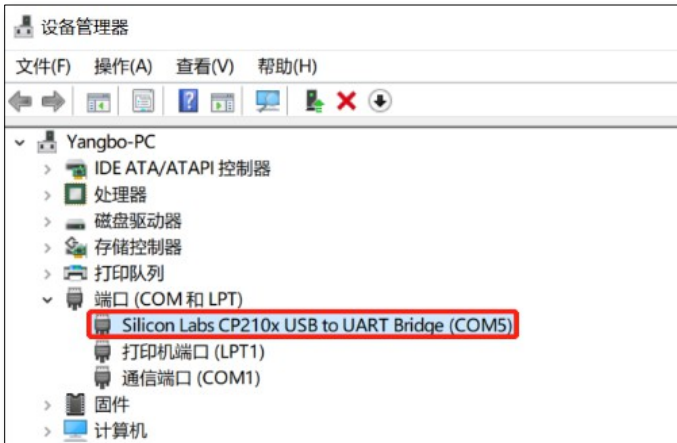 设备管理器
文件(F) 操作(A) 查看(V) 帮助(H)
Yangbo-PC
IDE ATA/ATAPI 控制器
处理器
磁盘驱动器
存储控制器
打印队列
端口 (COM 和 LPT)
Silicon Labs CP210x USB to UART Bridge (COM5)
打印机端口 (LPT1)
通信端口 (COM1)
固件
计算机